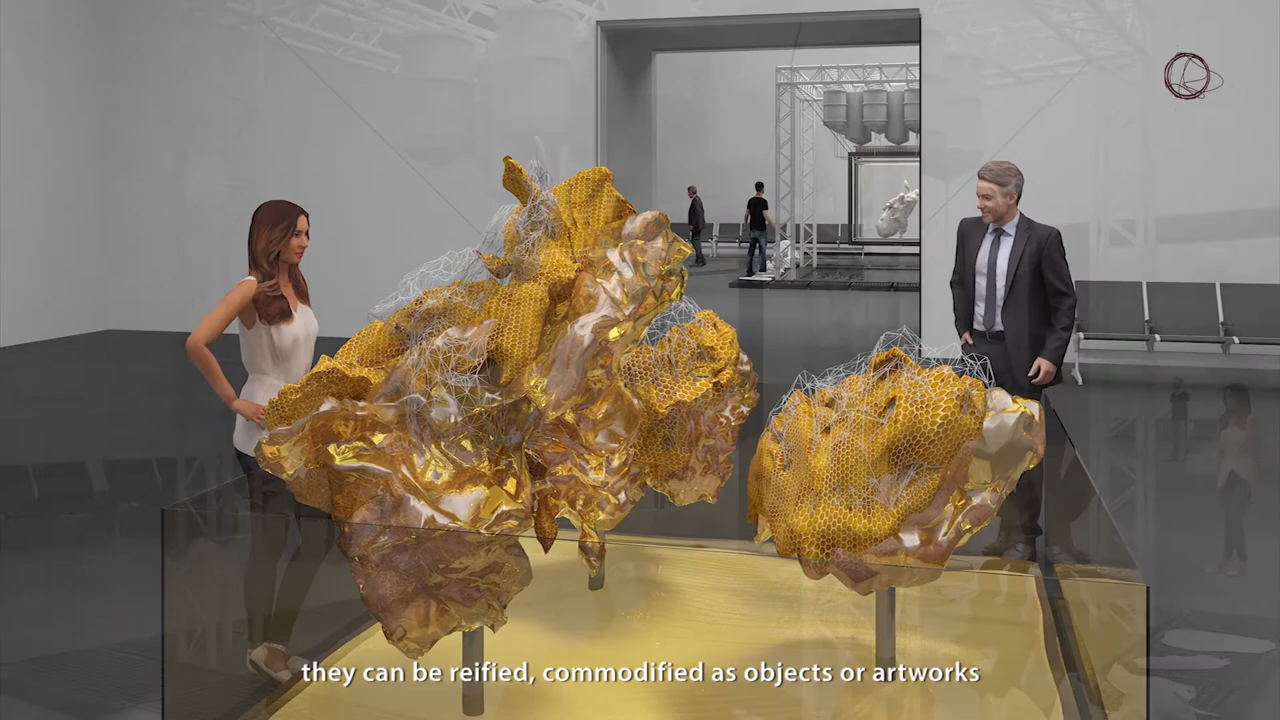 they can be reified, commodified as objects or artworks